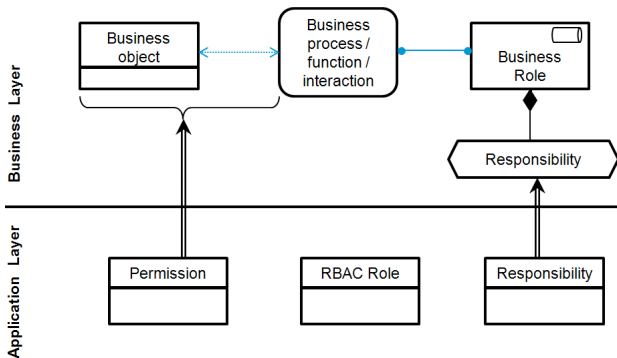 Business Layer
Business
object
Business
process /
function /
interaction
Business
Role
Responsibility
Application Layer
Permission
RBAC Role
Responsibility